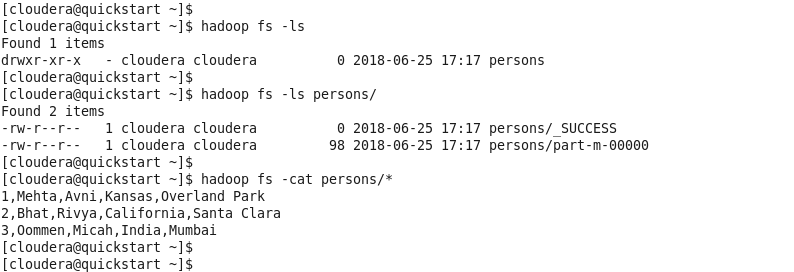 [cloudera@quickstart ~]$
[cloudera@quickstart ~]$ hadoop fs -ls
Found 1 items
drwxr-xr-x   - cloudera cloudera          0 2018-06-25 17:17 persons
[cloudera@quickstart ~]$
[cloudera@quickstart ~]$ hadoop fs -ls persons/
Found 2 items
-rw-r--r--   1 cloudera cloudera          0 2018-06-25 17:17 persons/_SUCCESS
-rw-r--r--   1 cloudera cloudera         98 2018-06-25 17:17 persons/part-m-00000
[cloudera@quickstart ~]$
[cloudera@quickstart ~]$ hadoop fs -cat persons/*
1,Mehta,Avni,Kansas,Overland Park
2,Bhat,Rivya,California,Santa Clara
3,Oommen,Micah,India,Mumbai
[cloudera@quickstart ~]$
[cloudera@quickstart ~]$